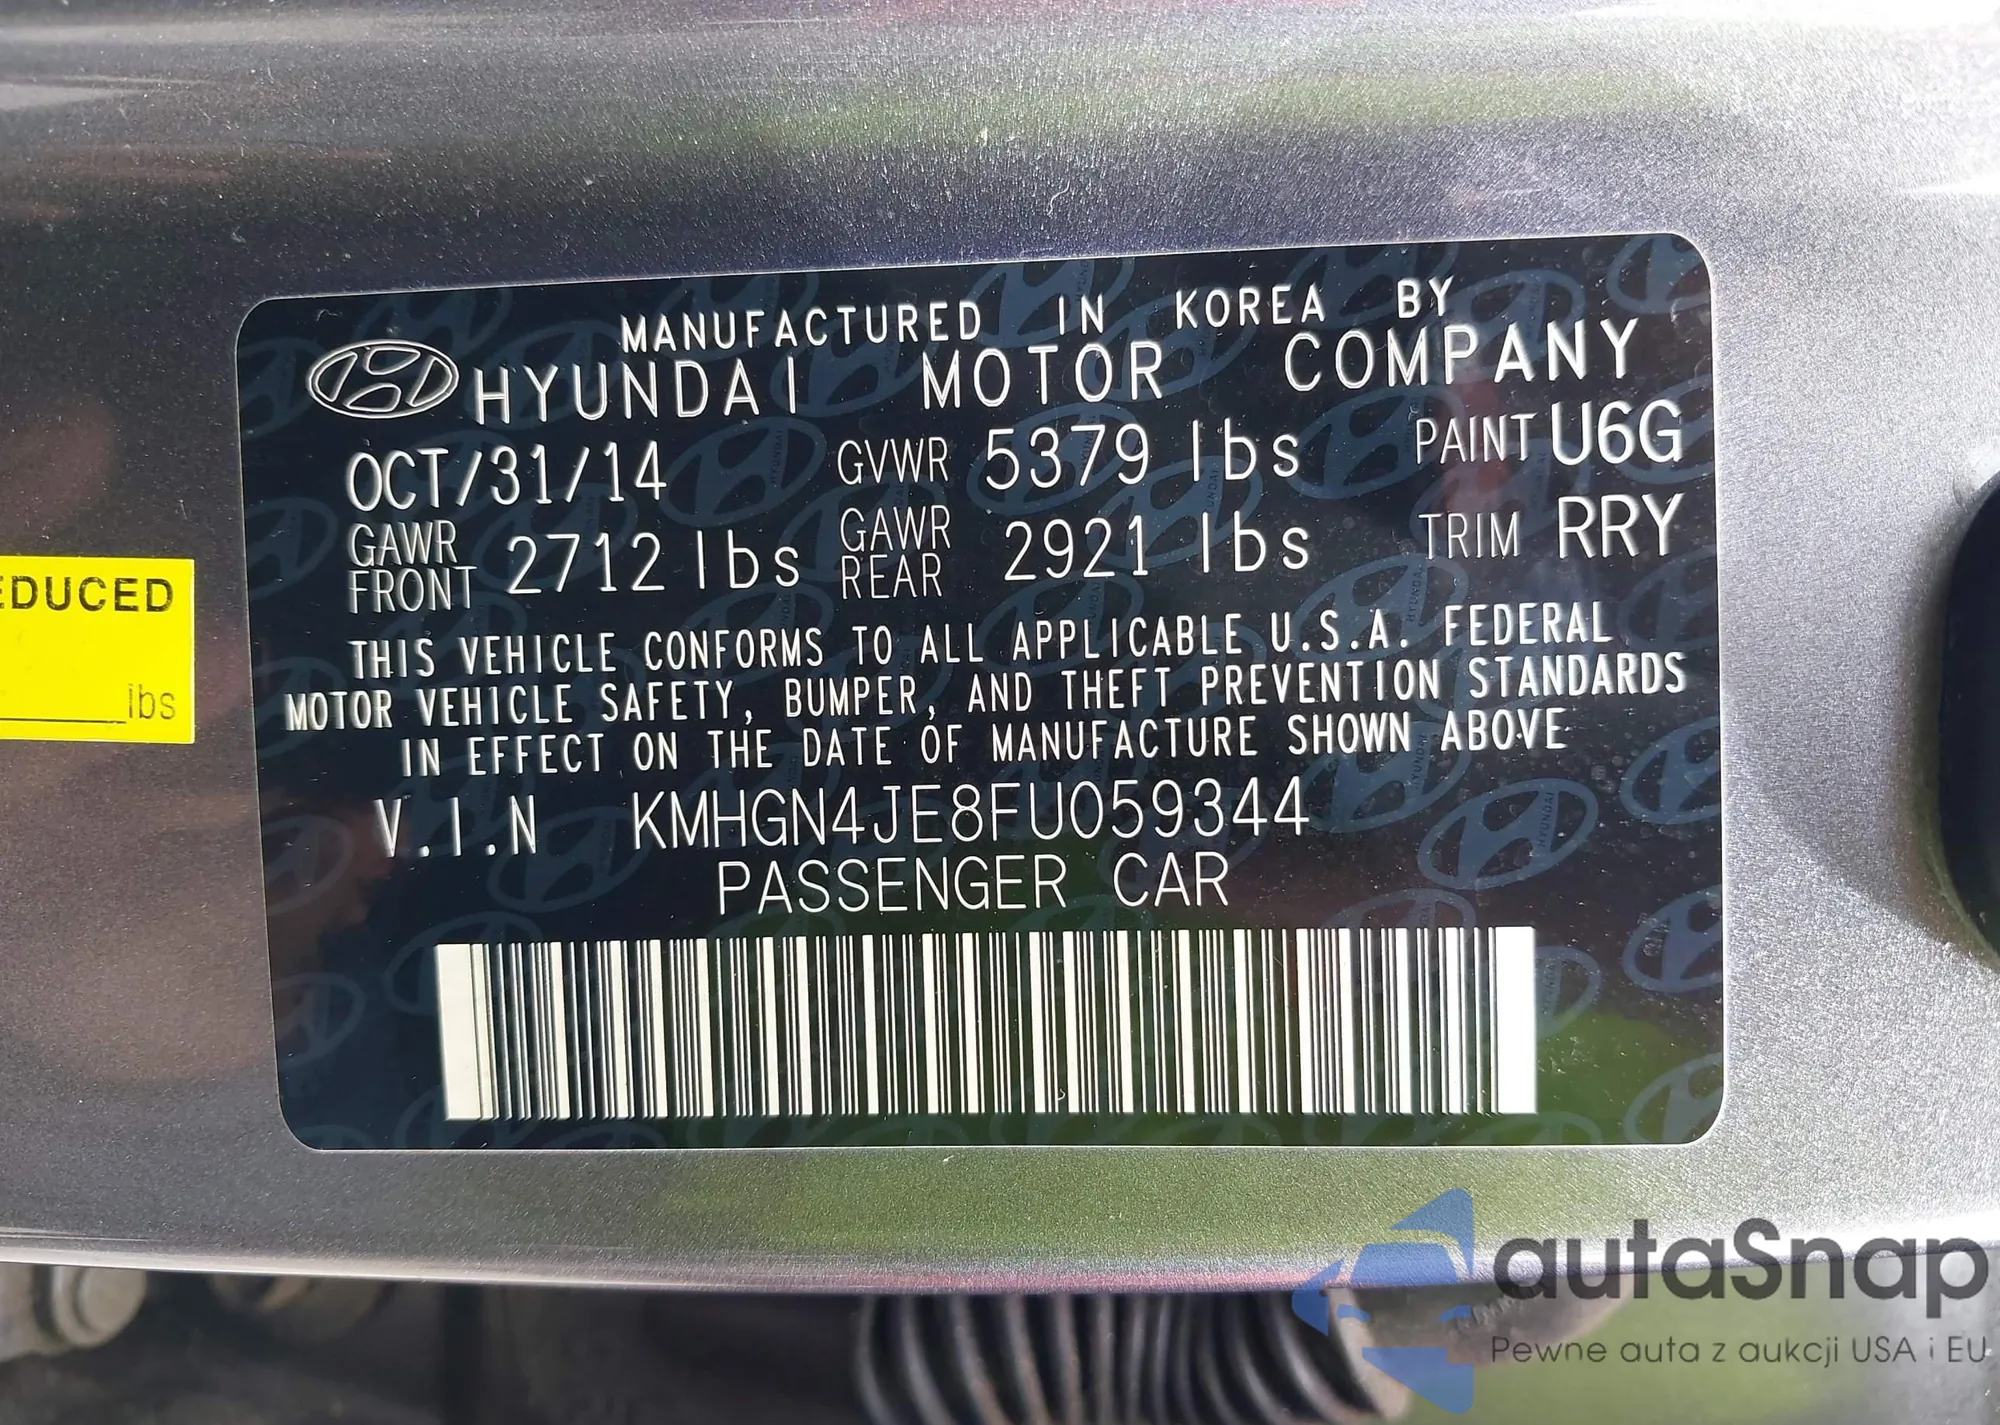 MANUFACTURED IN KOREA BY
HYUNDAI MOTOR COMPANY
OCT/31/14 GVWR 5379 lbs PAINT U6G
GAWR FRONT 2712 lbs GAWR REAR 2921 lbs TRIM RRY
THIS VEHICLE CONFORMS TO ALL APPLICABLE U.S.A. FEDERAL
MOTOR VEHICLE SAFETY, BUMPER, AND THEFT PREVENTION STANDARDS
IN EFFECT ON THE DATE OF MANUFACTURE SHOWN ABOVE
V.I.N KMHGN4JE8FU059344
PASSENGER CAR
EDUCED
lbs
autaSnap
Pewne auta z aukcji USA i EU